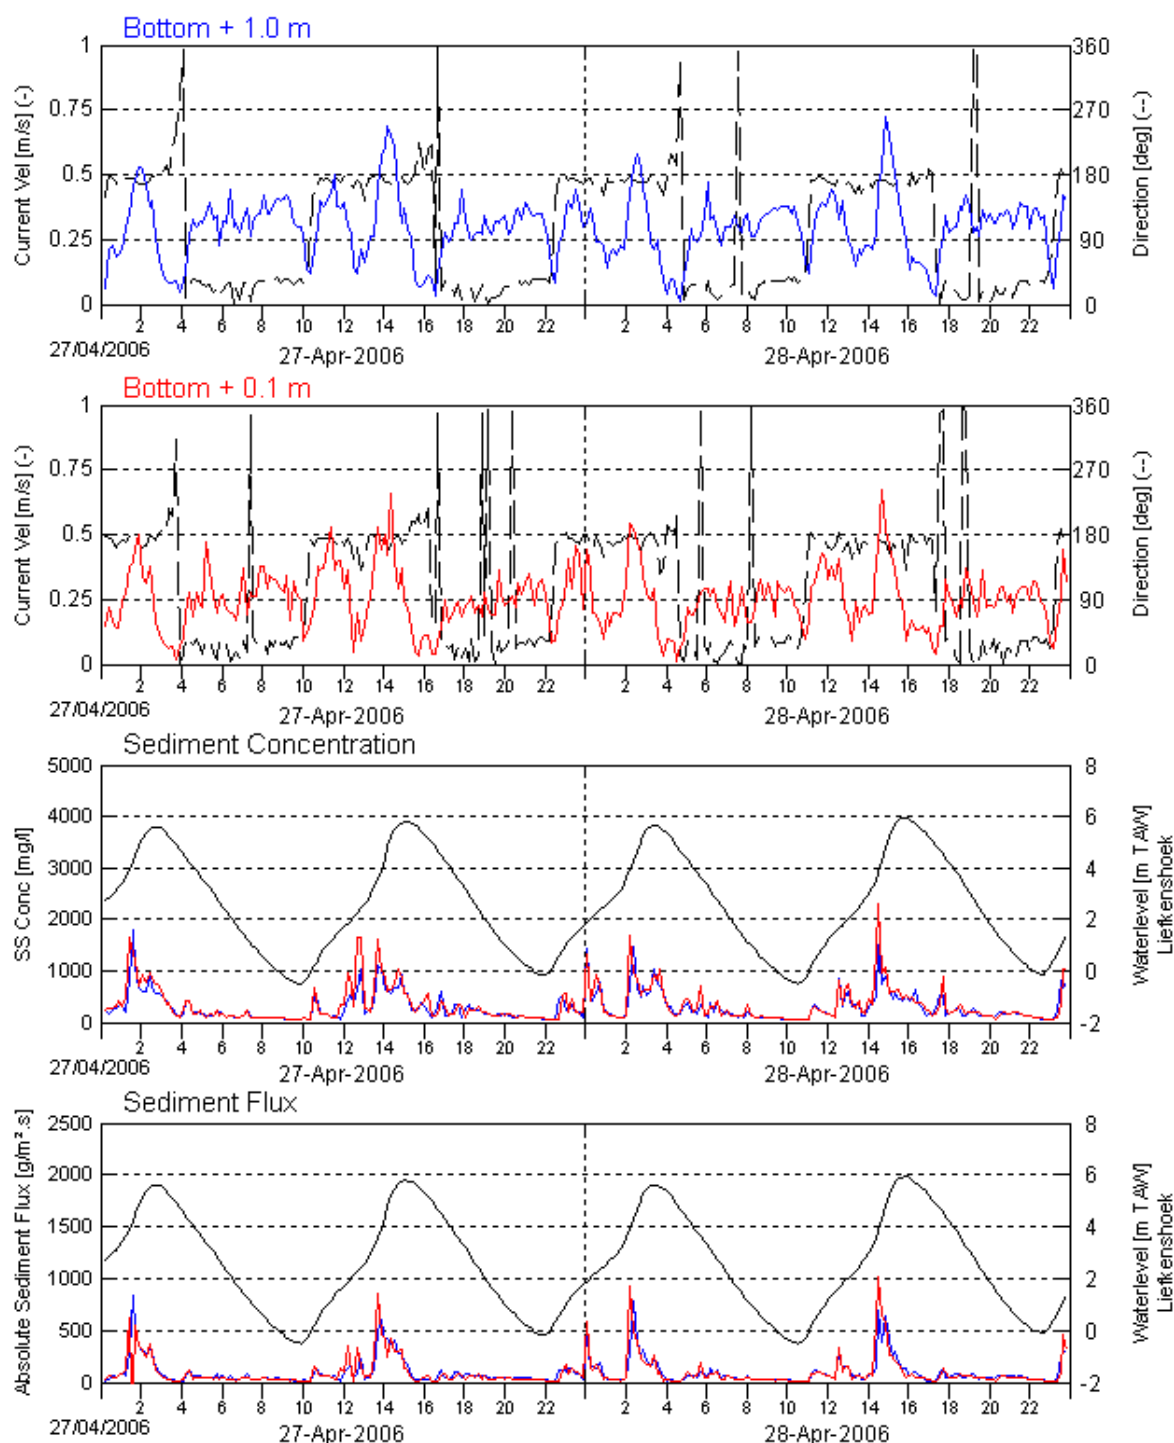 Bottom + 1.0 m
1 360
0.75 270
0.5 180
0.25 90
0 0
Current Vel [m/s] (-)
Direction [deg] (--)
2 4 6 8 10 12 14 16 18 20 22 2 4 6 8 10 12 14 16 18 20 22
27/04/2006 27-Apr-2006 28-Apr-2006
Bottom + 0.1 m
1 360
0.75 270
0.5 180
0.25 90
0 0
Current Vel [m/s] (-)
Direction [deg] (--)
2 4 6 8 10 12 14 16 18 20 22 2 4 6 8 10 12 14 16 18 20 22
27/04/2006 27-Apr-2006 28-Apr-2006
Sediment Concentration
5000 8
4000 6
3000 4
2000 2
1000 0
0 -2
SS Conc [mg/l]
Waterlevel [m TAW]
Liefkenshoek
2 4 6 8 10 12 14 16 18 20 22 2 4 6 8 10 12 14 16 18 20 22
27/04/2006 27-Apr-2006 28-Apr-2006
Sediment Flux
2500 8
2000 6
1500 4
1000 2
500 0
0 -2
Absolute Sediment Flux [g/m².s]
Waterlevel [m TAW]
Liefkenshoek
2 4 6 8 10 12 14 16 18 20 22 2 4 6 8 10 12 14 16 18 20 22
27/04/2006 27-Apr-2006 28-Apr-2006